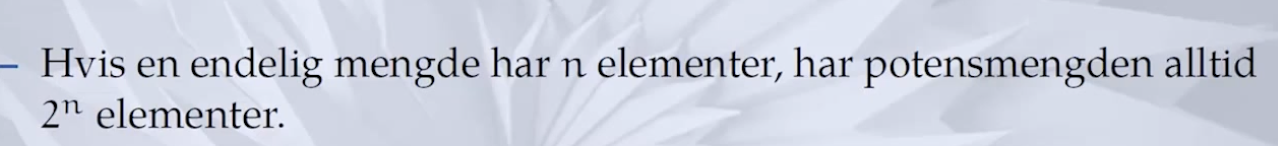 – Hvis en endelig mengde har n elementer, har potensmengden alltid
2ⁿ elementer.